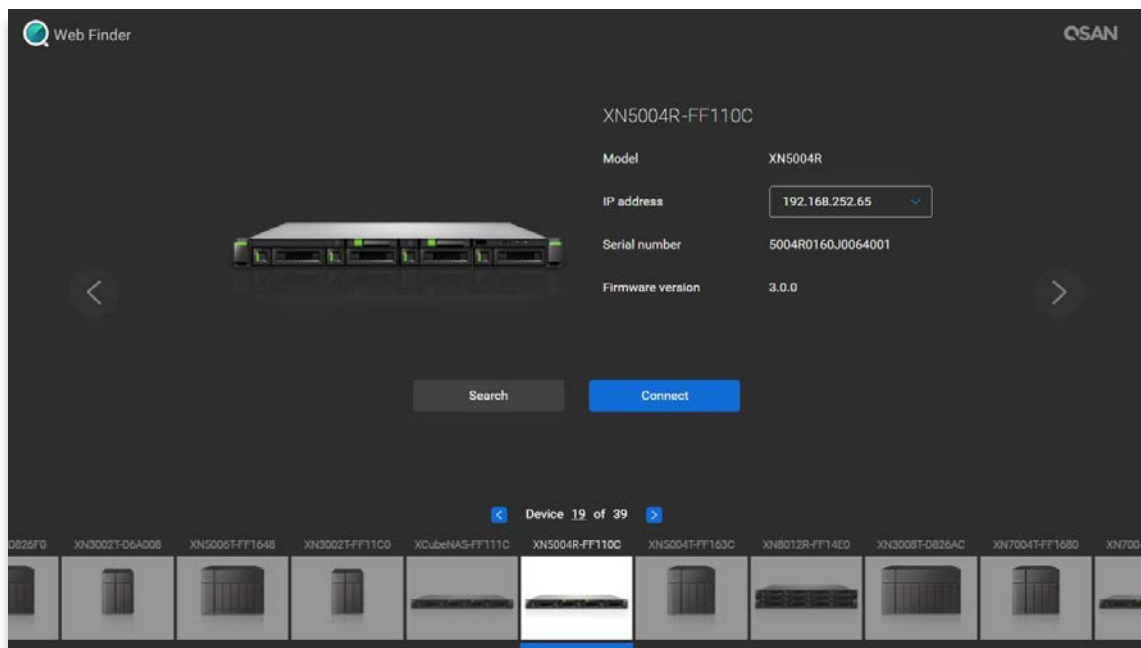 Web Finder
QSAN
XN5004R-FF110C
Model XN5004R
IP address 192.168.252.65
Serial number 5004R0160J0064001
Firmware version 3.0.0
Search Connect
Device 19 of 39
D826F0 XN3002T-D6A008 XN5006T-FF1648 XN3002T-FF11C0 XCubeNAS-FF111C XN5004R-FF110C XN5004T-FF163C XN8012R-FF14E0 XN3008T-D826AC XN7004T-FF1680 XN700